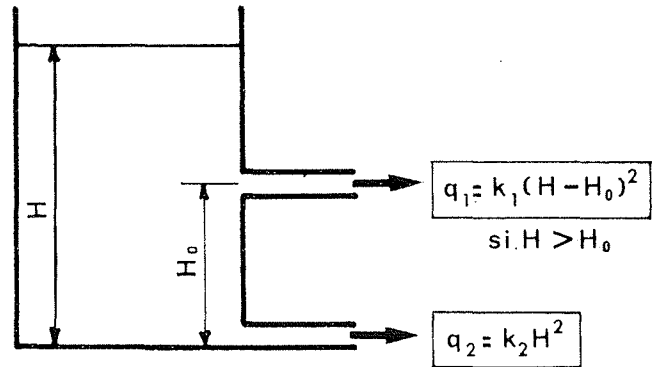 H
H₀
q₁ = k₁(H - H₀)²
si. H > H₀
q₂ = k₂H²